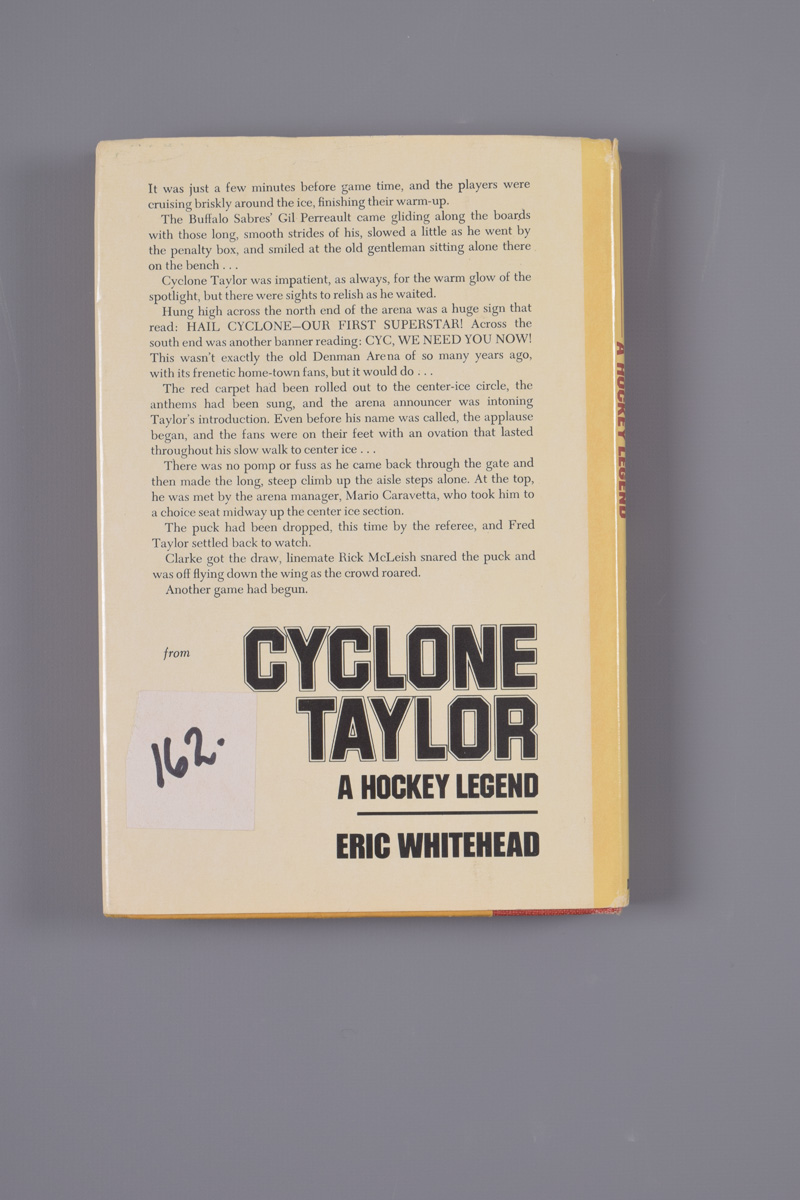 It was just a few minutes before game time, and the players were
cruising briskly around the ice, finishing their warm-up.
The Buffalo Sabres' Gil Perreault came gliding along the boards
with those long, smooth strides of his, slowed a little as he went by
the penalty box, and smiled at the old gentleman sitting alone there
on the bench . . .
Cyclone Taylor was impatient, as always, for the warm glow of the
spotlight, but there were sights to relish as he waited.
Hung high across the north end of the arena was a huge sign that
read: HAIL CYCLONE—OUR FIRST SUPERSTAR! Across the
south end was another banner reading: CYC, WE NEED YOU NOW!
This wasn't exactly the old Denman Arena of so many years ago,
with its frenetic home-town fans, but it would do . . .
The red carpet had been rolled out to the center-ice circle, the
anthems had been sung, and the arena announcer was intoning
Taylor's introduction. Even before his name was called, the applause
began, and the fans were on their feet with an ovation that lasted
throughout his slow walk to center ice . . .
There was no pomp or fuss as he came back through the gate and
then made the long, steep climb up the aisle steps alone. At the top,
he was met by the arena manager, Mario Caravetta, who took him to
a choice seat midway up the center ice section.
The puck had been dropped, this time by the referee, and Fred
Taylor settled back to watch.
Clarke got the draw, linemate Rick McLeish snared the puck and
was off flying down the wing as the crowd roared.
Another game had begun.
from CYCLONE
TAYLOR
A HOCKEY LEGEND
ERIC WHITEHEAD
162.
A HOCKEY LEGEND